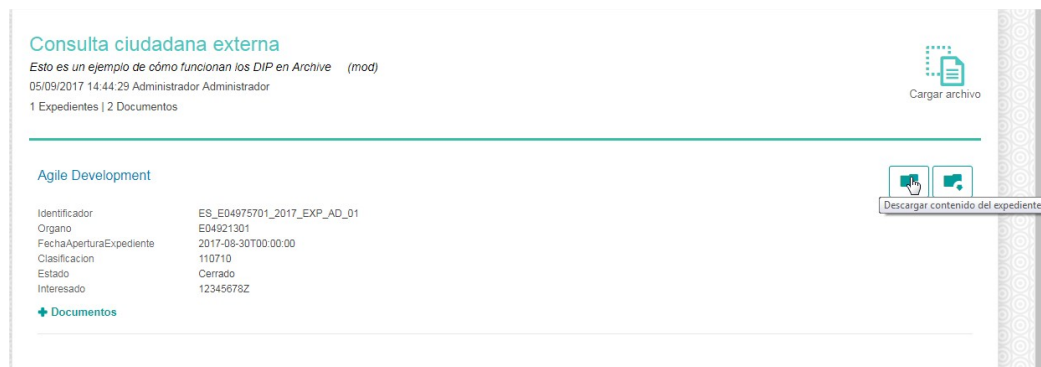 Consulta ciudadana externa
Esto es un ejemplo de cómo funcionan los DIP en Archive (mod)
05/09/2017 14:44:29 Administrador Administrador
1 Expedientes | 2 Documentos
Cargar archivo
Agile Development
Descargar contenido del expediente
Identificador ES_E04975701_2017_EXP_AD_01
Organo E04921301
FechaAperturaExpediente 2017-08-30T00:00:00
Clasificacion 110710
Estado Cerrado
Interesado 12345678Z
Documentos